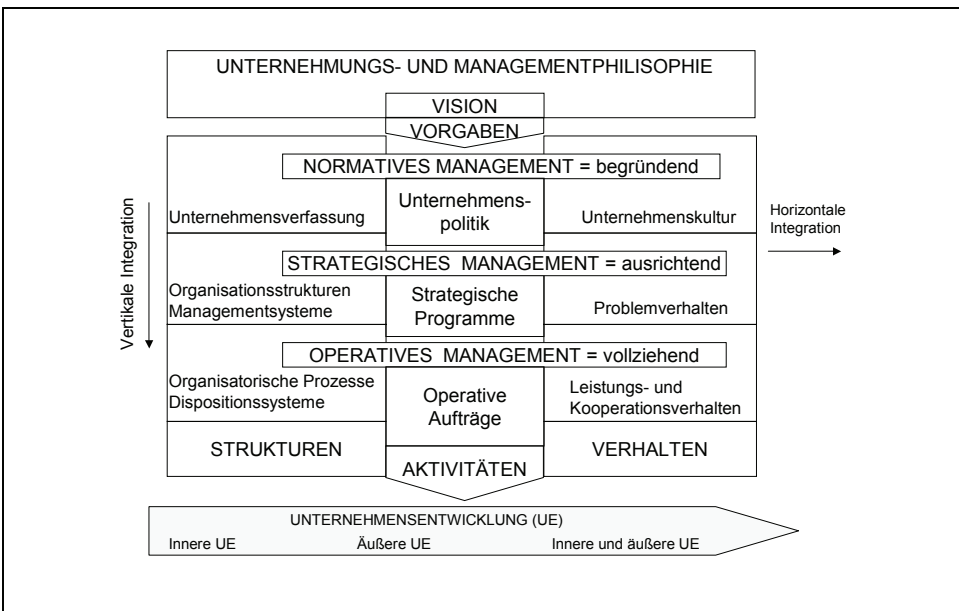 UNTERNEHMUNGS- UND MANAGEMENTPHILISOPHIE
VISION
VORGABEN
NORMATIVES MANAGEMENT = begründend
Unternehmensverfassung
Unternehmens-
politik
Unternehmenskultur
STRATEGISCHES MANAGEMENT = ausrichtend
Organisationsstrukturen
Managementsysteme
Strategische
Programme
Problemverhalten
OPERATIVES MANAGEMENT = vollziehend
Organisatorische Prozesse
Dispositionssysteme
Operative
Aufträge
Leistungs- und
Kooperationsverhalten
STRUKTUREN
AKTIVITÄTEN
VERHALTEN
Vertikale Integration
Horizontale
Integration
UNTERNEHMENSENTWICKLUNG (UE)
Innere UE
Äußere UE
Innere und äußere UE